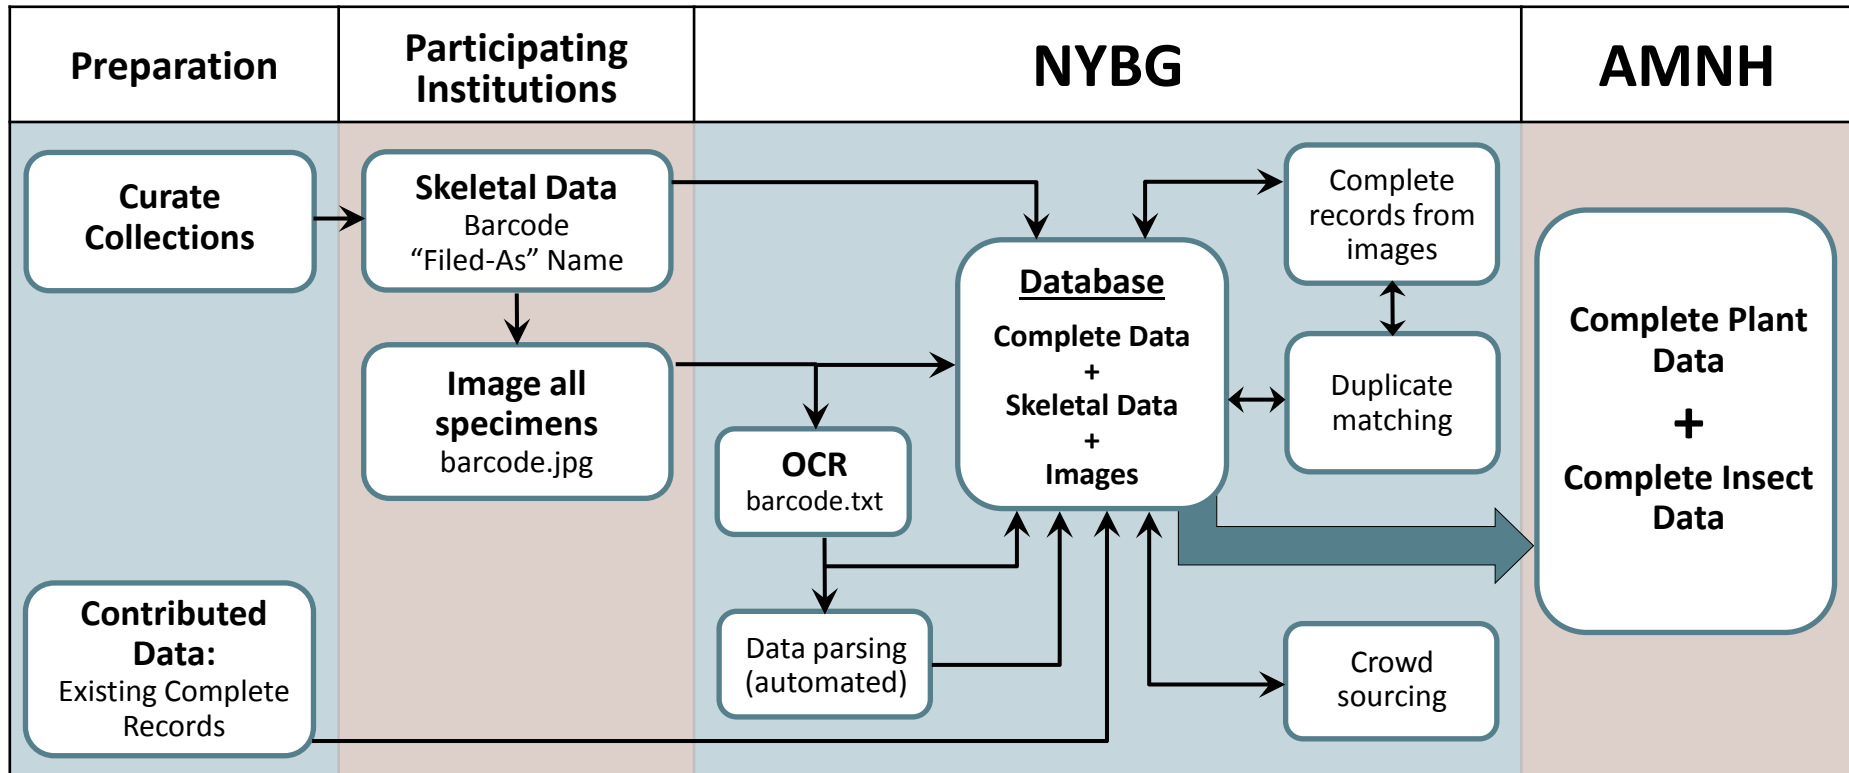 Preparation
Participating
Institutions
NYBG
AMNH
Curate
Collections
Contributed
Data:
Existing Complete
Records
Skeletal Data
Barcode
“Filed-As” Name
Image all
specimens
barcode.jpg
OCR
barcode.txt
Data parsing
(automated)
Database
Complete Data
+
Skeletal Data
+
Images
Complete
records from
images
Duplicate
matching
Crowd
sourcing
Complete Plant
Data
+
Complete Insect
Data